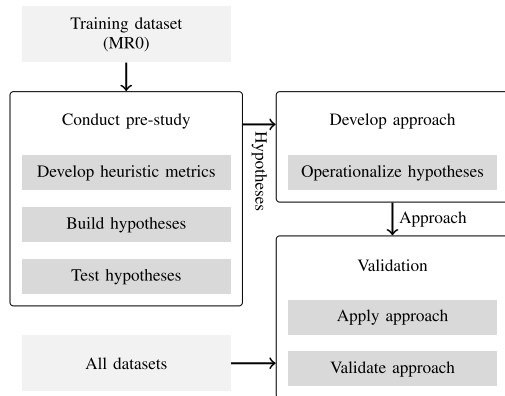 Training dataset
(MR0)
Conduct pre-study
Develop heuristic metrics
Build hypotheses
Test hypotheses
Hypotheses
Develop approach
Operationalize hypotheses
Approach
Validation
Apply approach
Validate approach
All datasets